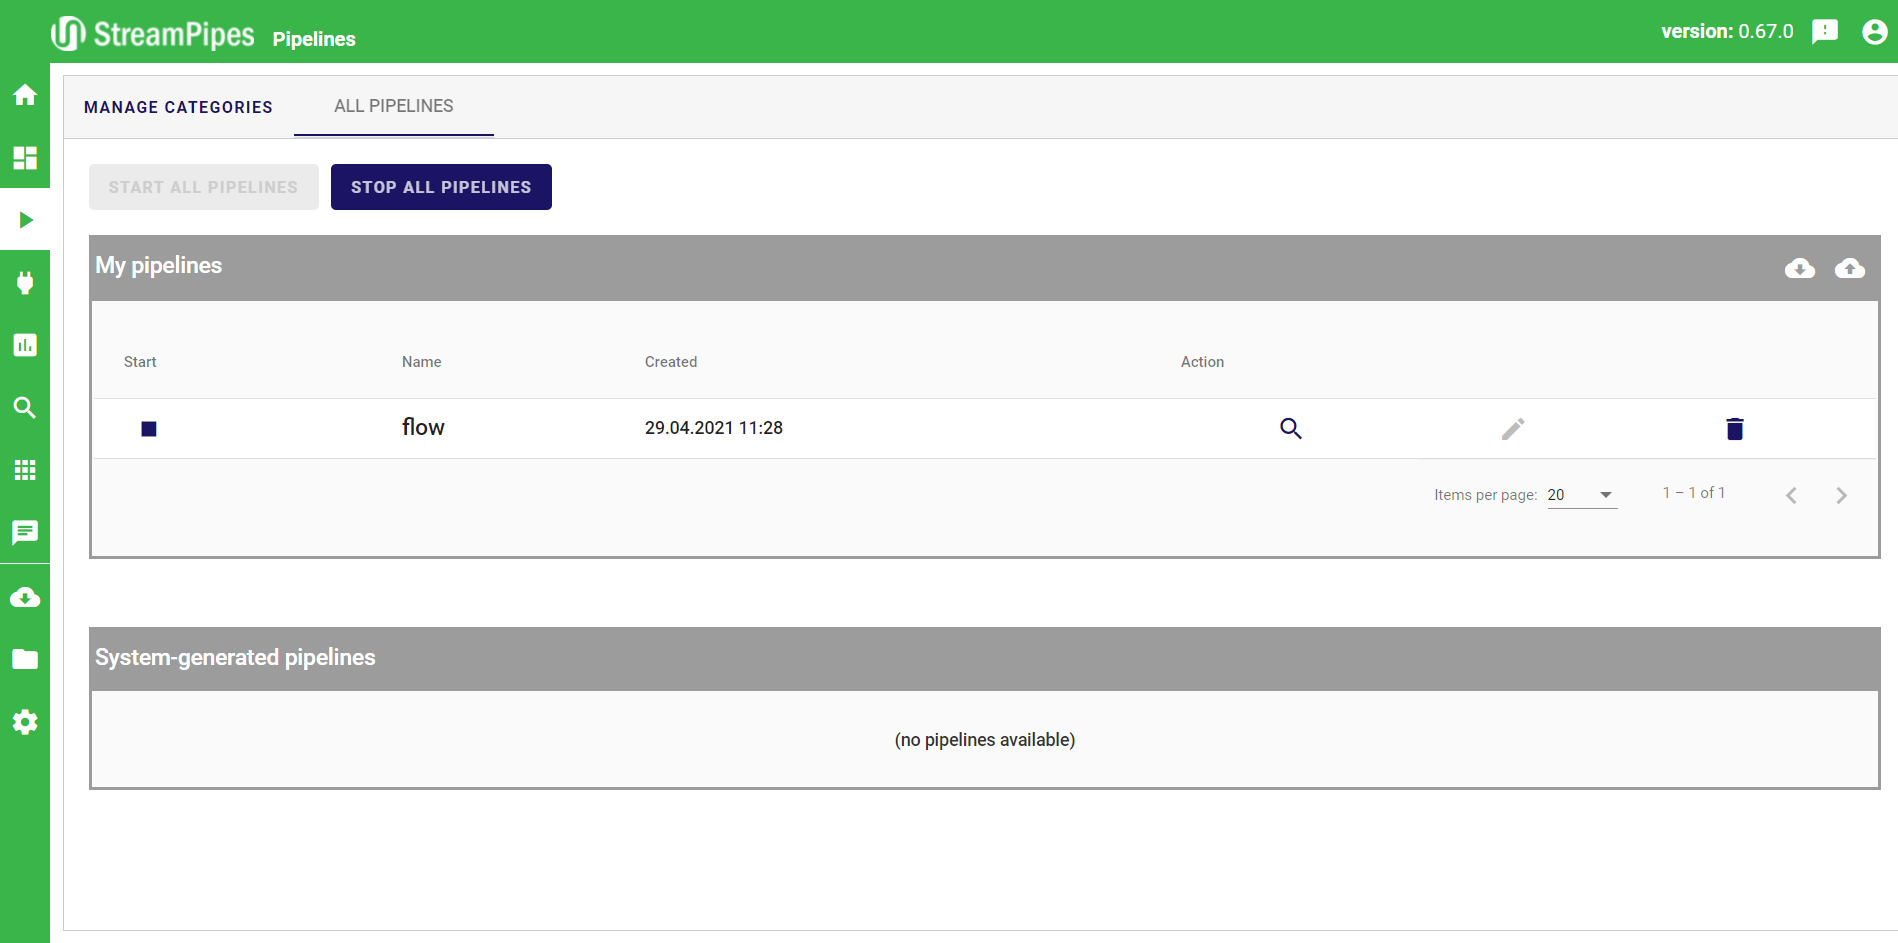 StreamPipes Pipelines
version: 0.67.0
MANAGE CATEGORIES ALL PIPELINES
START ALL PIPELINES STOP ALL PIPELINES
My pipelines
Start Name Created Action
flow 29.04.2021 11:28
Items per page: 20 1 – 1 of 1
System-generated pipelines
(no pipelines available)